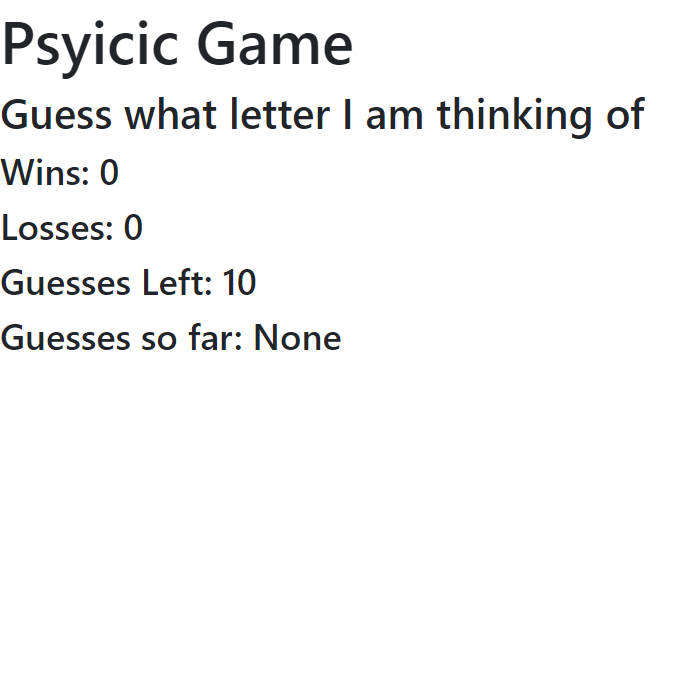 Psyicic Game
Guess what letter I am thinking of
Wins: 0
Losses: 0
Guesses Left: 10
Guesses so far: None